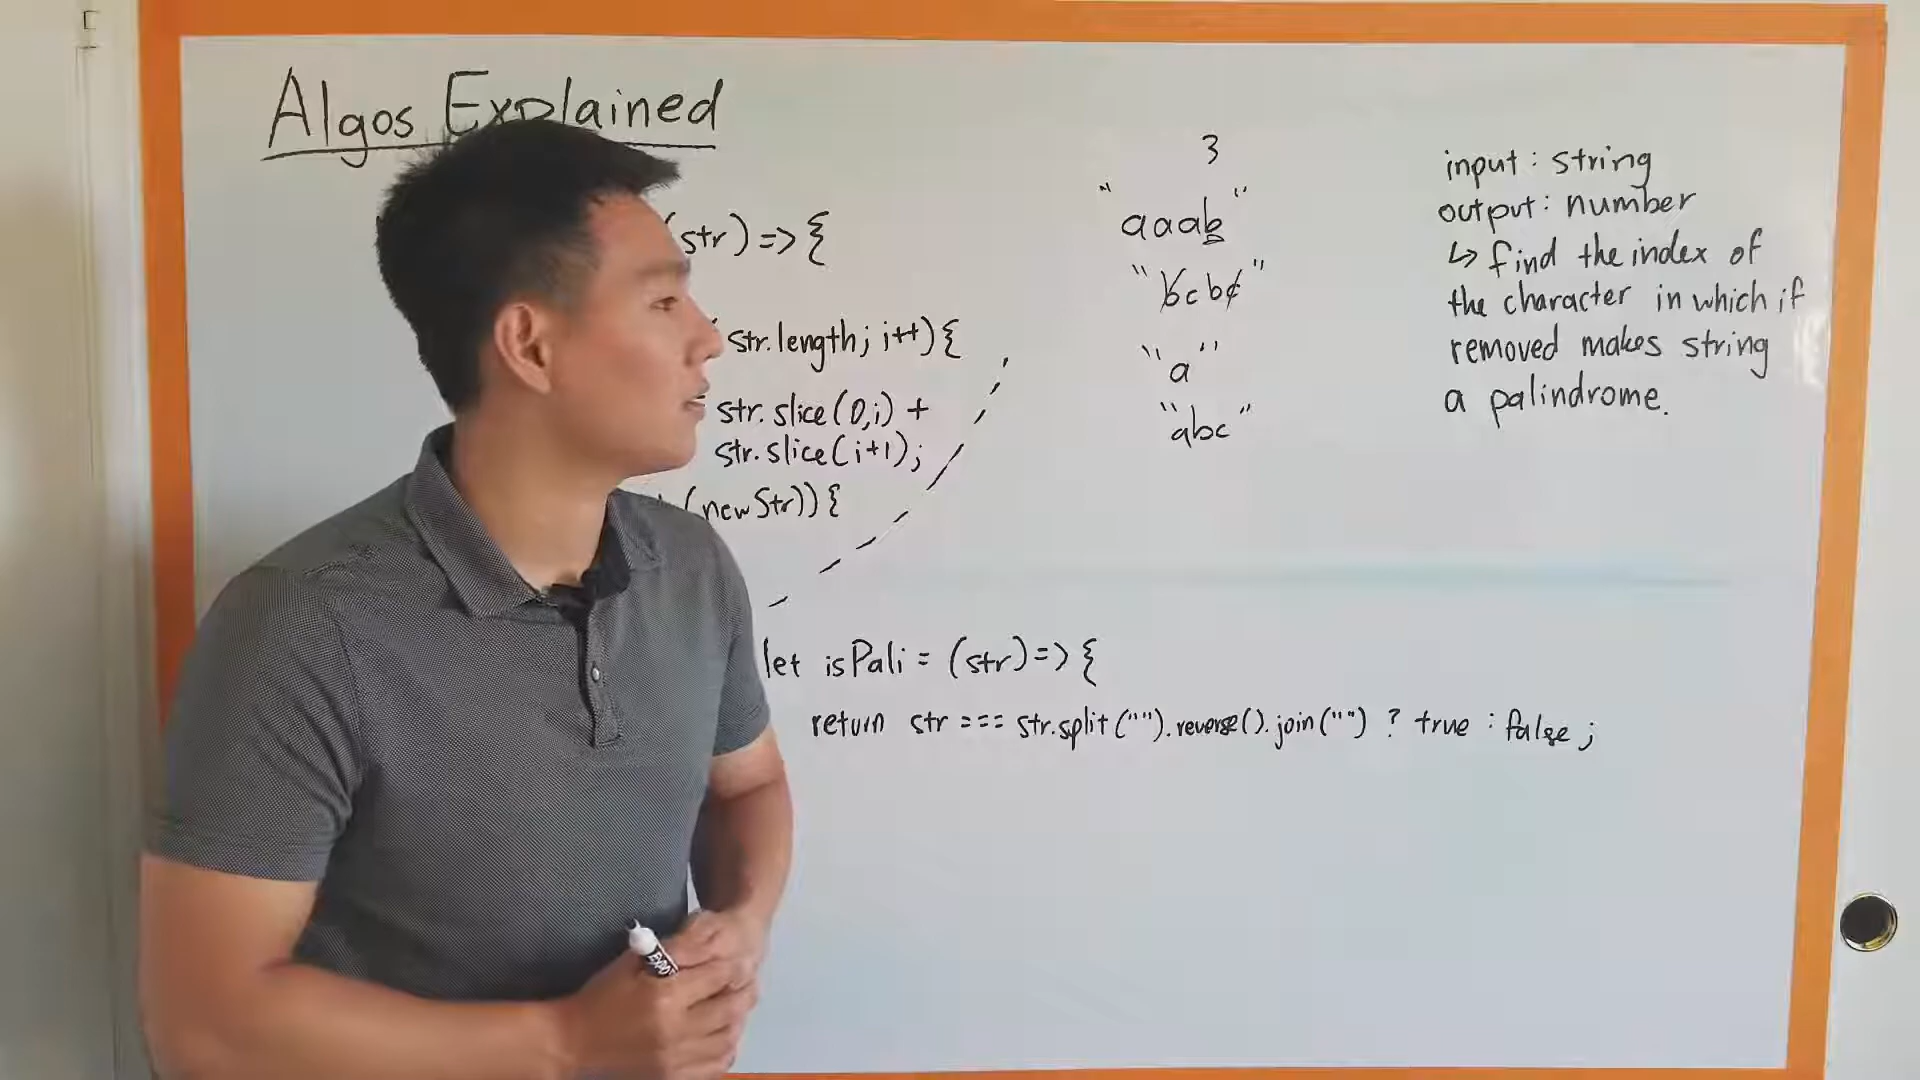 Algos Explained
(str) => {
str.length; i++) {
str.slice(0,i) +
str.slice(i+1);
(newStr)) {
let isPali = (str) => {
return str === str.split("").reverse().join("") ? true : false;
3
"aaab"
"bcbc"
"a"
"abc"
input: string
output: number
↳ find the index of
the character in which if
removed makes string
a palindrome.
EXPO